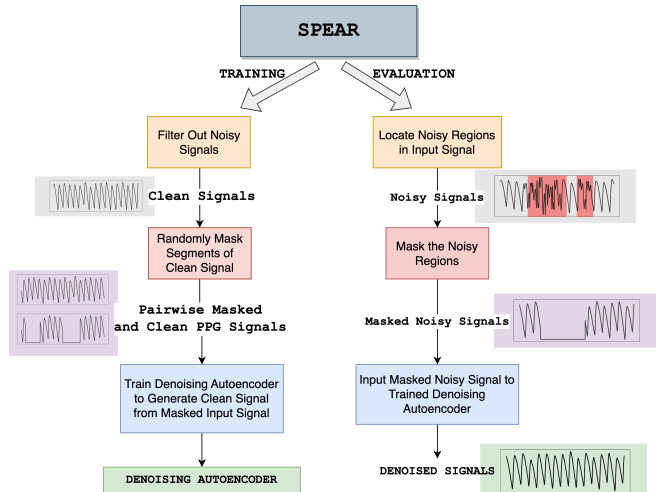 SPEAR
TRAINING
EVALUATION
Filter Out Noisy
Signals
Locate Noisy Regions
in Input Signal
Clean Signals
Noisy Signals
Randomly Mask
Segments of
Clean Signal
Mask the Noisy
Regions
Pairwise Masked
and Clean PPG Signals
Masked Noisy Signals
Train Denoising Autoencoder
to Generate Clean Signal
from Masked Input Signal
Input Masked Noisy Signal to
Trained Denoising
Autoencoder
DENOISING AUTOENCODER
DENOISED SIGNALS